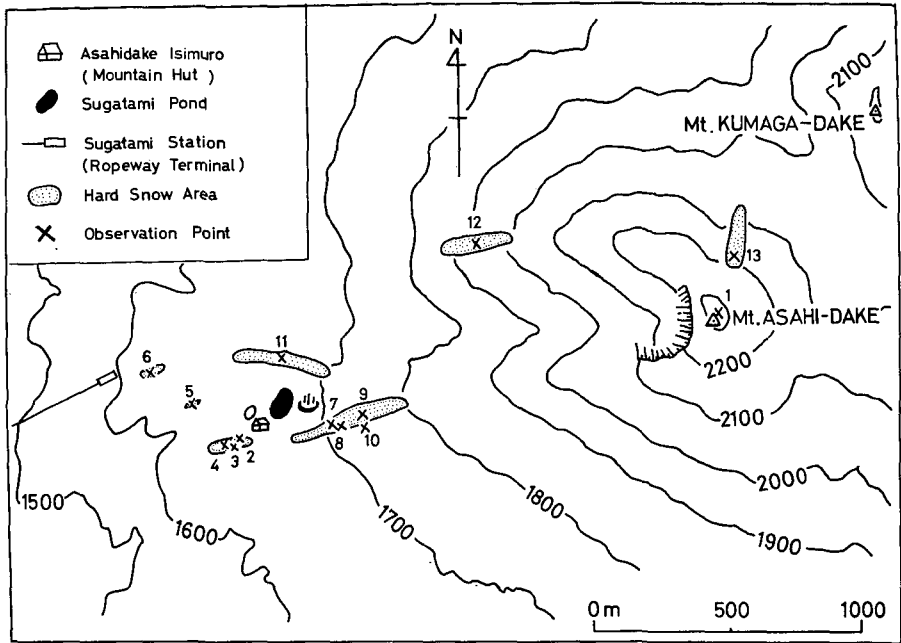 Asahidake Isimuro
( Mountain Hut )
Sugatami Pond
Sugatami Station
(Ropeway Terminal)
Hard Snow Area
Observation Point
N
2100
Mt. KUMAGA-DAKE
12
13
1
Mt. ASAHI-DAKE
2200
11
6
5
7
9
8
10
4
3
2
2100
2000
1900
1800
1700
1600
1500
0 m
500
1000